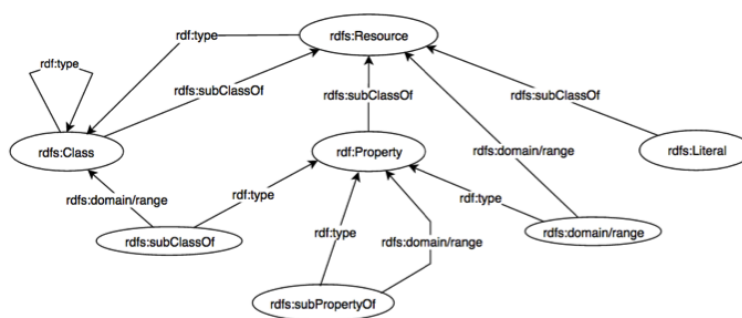 rdfs:Resource
rdf:type
rdf:type
rdfs:subClassOf
rdfs:subClassOf
rdfs:subClassOf
rdfs:Class
rdf:Property
rdfs:domain/range
rdfs:Literal
rdfs:domain/range
rdf:type
rdf:type
rdfs:subClassOf
rdf:type
rdfs:domain/range
rdfs:domain/range
rdfs:subPropertyOf